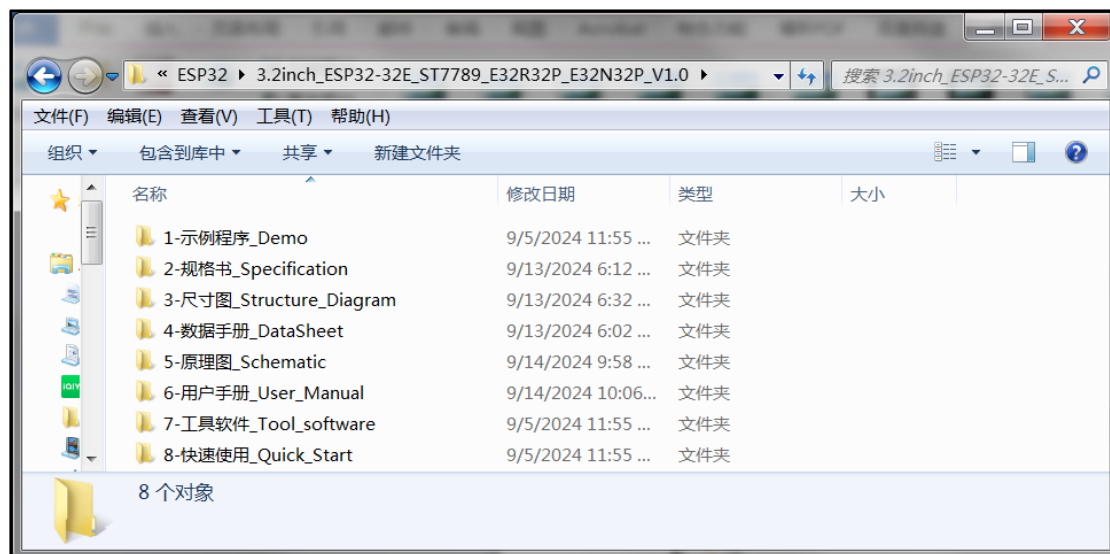 « ESP32 ▸ 3.2inch_ESP32-32E_ST7789_E32R32P_E32N32P_V1.0 ▸ 搜索 3.2inch_ESP32-32E_S...
文件(F) 编辑(E) 查看(V) 工具(T) 帮助(H)
组织 包含到库中 共享 新建文件夹
名称 修改日期 类型 大小
1-示例程序_Demo 9/5/2024 11:55 ... 文件夹
2-规格书_Specification 9/13/2024 6:12 ... 文件夹
3-尺寸图_Structure_Diagram 9/13/2024 6:32 ... 文件夹
4-数据手册_DataSheet 9/13/2024 6:02 ... 文件夹
5-原理图_Schematic 9/14/2024 9:58 ... 文件夹
6-用户手册_User_Manual 9/14/2024 10:06... 文件夹
7-工具软件_Tool_software 9/5/2024 11:55 ... 文件夹
8-快速使用_Quick_Start 9/5/2024 11:55 ... 文件夹
8 个对象